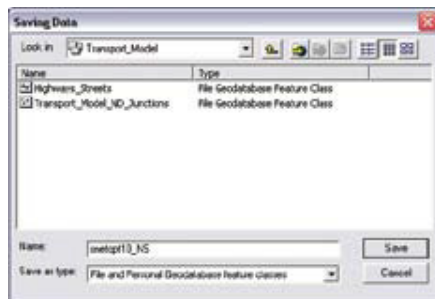 Saving Data
Look in: Transport_Model
Name Type
Highways_Streets File Geodatabase Feature Class
Transport_Model_ND_Junctions File Geodatabase Feature Class
Name:
Save
Save as type: File and Personal Geodatabase feature classes
Cancel